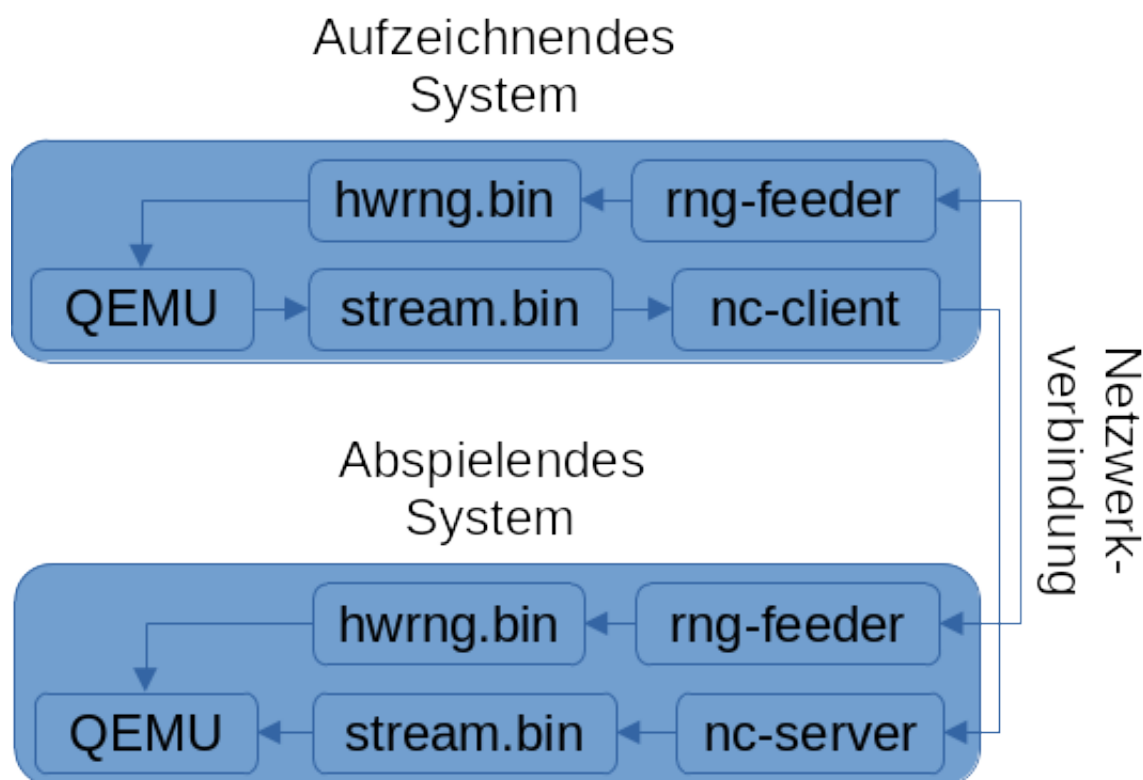 Aufzeichnendes
System
hwrng.bin
rng-feeder
QEMU
stream.bin
nc-client
Netzwerk-
verbindung
Abspielendes
System
hwrng.bin
rng-feeder
QEMU
stream.bin
nc-server